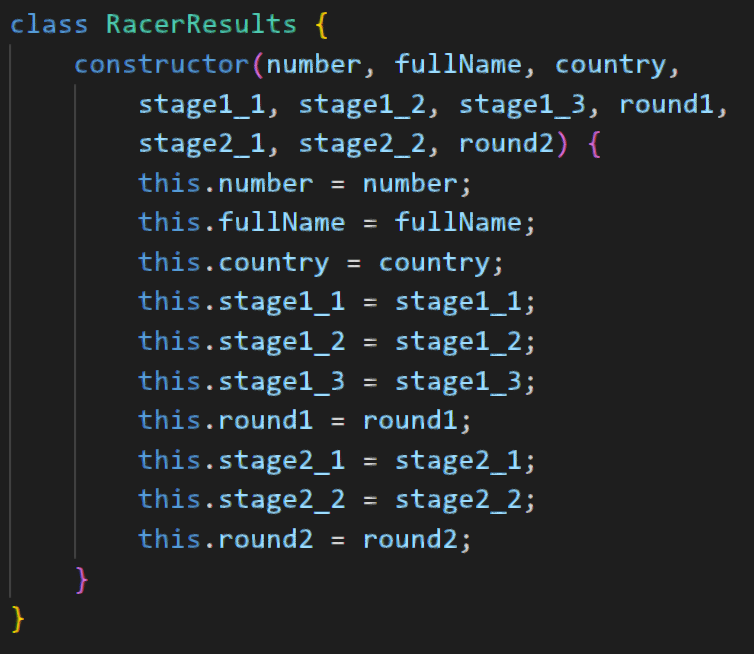 class RacerResults {
    constructor(number, fullName, country,
        stage1_1, stage1_2, stage1_3, round1,
        stage2_1, stage2_2, round2) {
        this.number = number;
        this.fullName = fullName;
        this.country = country;
        this.stage1_1 = stage1_1;
        this.stage1_2 = stage1_2;
        this.stage1_3 = stage1_3;
        this.round1 = round1;
        this.stage2_1 = stage2_1;
        this.stage2_2 = stage2_2;
        this.round2 = round2;
    }
}